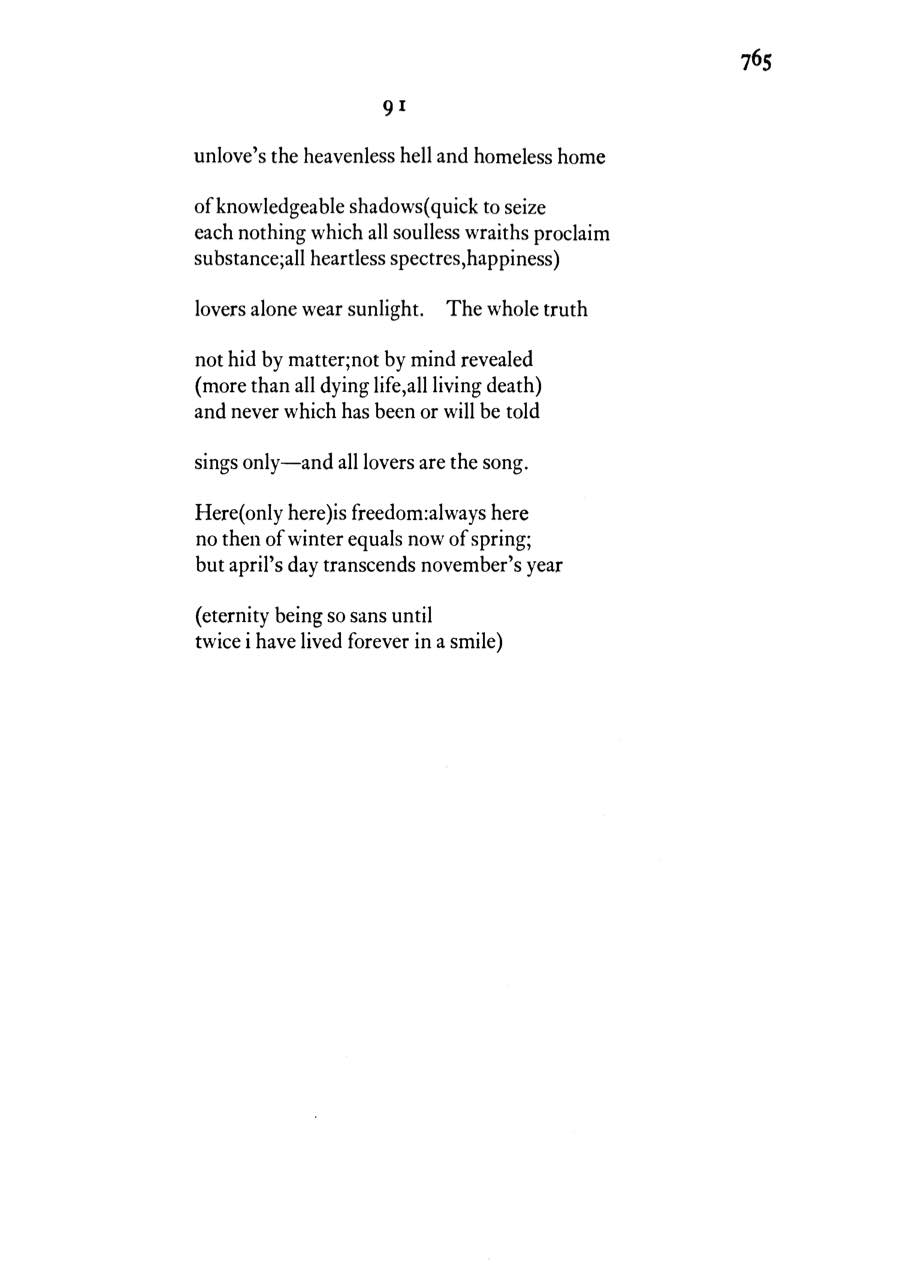 765
91
unlove's the heavenless hell and homeless home
of knowledgeable shadows(quick to seize
each nothing which all soulless wraiths proclaim
substance;all heartless spectres,happiness)
lovers alone wear sunlight. The whole truth
not hid by matter;not by mind revealed
(more than all dying life,all living death)
and never which has been or will be told
sings only—and all lovers are the song.
Here(only here)is freedom:always here
no then of winter equals now of spring;
but april's day transcends november's year
(eternity being so sans until
twice i have lived forever in a smile)